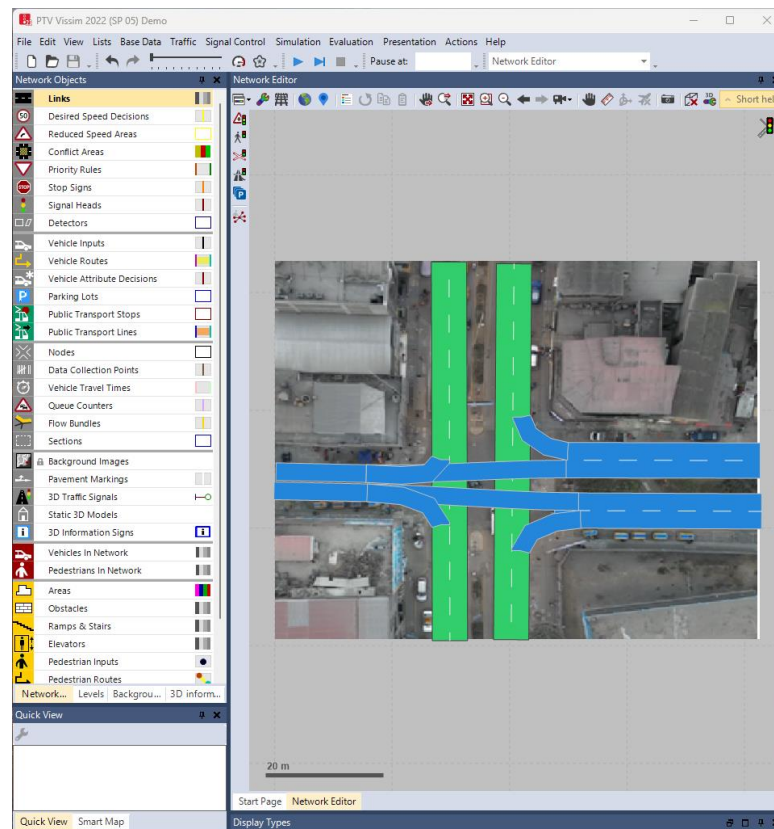 PTV Vissim 2022 (SP 05) Demo
File Edit View Lists Base Data Traffic Signal Control Simulation Evaluation Presentation Actions Help
Pause at: Network Editor
Network Objects
Network Editor
Short hel
Links
50 Desired Speed Decisions
Reduced Speed Areas
Conflict Areas
Priority Rules
STOP Stop Signs
Signal Heads
Detectors
Vehicle Inputs
Vehicle Routes
Vehicle Attribute Decisions
P Parking Lots
Public Transport Stops
Public Transport Lines
Nodes
Data Collection Points
Vehicle Travel Times
Queue Counters
Flow Bundles
Sections
Background Images
Pavement Markings
3D Traffic Signals
Static 3D Models
i 3D Information Signs i
Vehicles In Network
Pedestrians In Network
Areas
Obstacles
Ramps & Stairs
Elevators
Pedestrian Inputs
Pedestrian Routes
Network... Levels Backgrou... 3D inform...
Quick View
20 m
Start Page Network Editor
Quick View Smart Map
Display Types